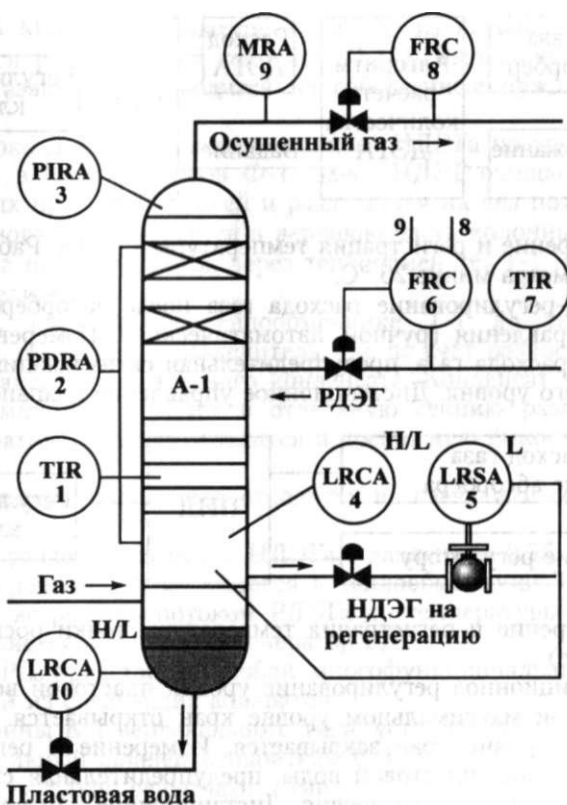 MRA
9
FRC
8
Осушенный газ
PIRA
3
9 8
FRC
6
TIR
7
PDRA
2
А-1
РДЭГ
TIR
1
H/L
LRCA
4
L
LRSA
5
Газ
НДЭГ на
регенерацию
H/L
LRCA
10
Пластовая вода